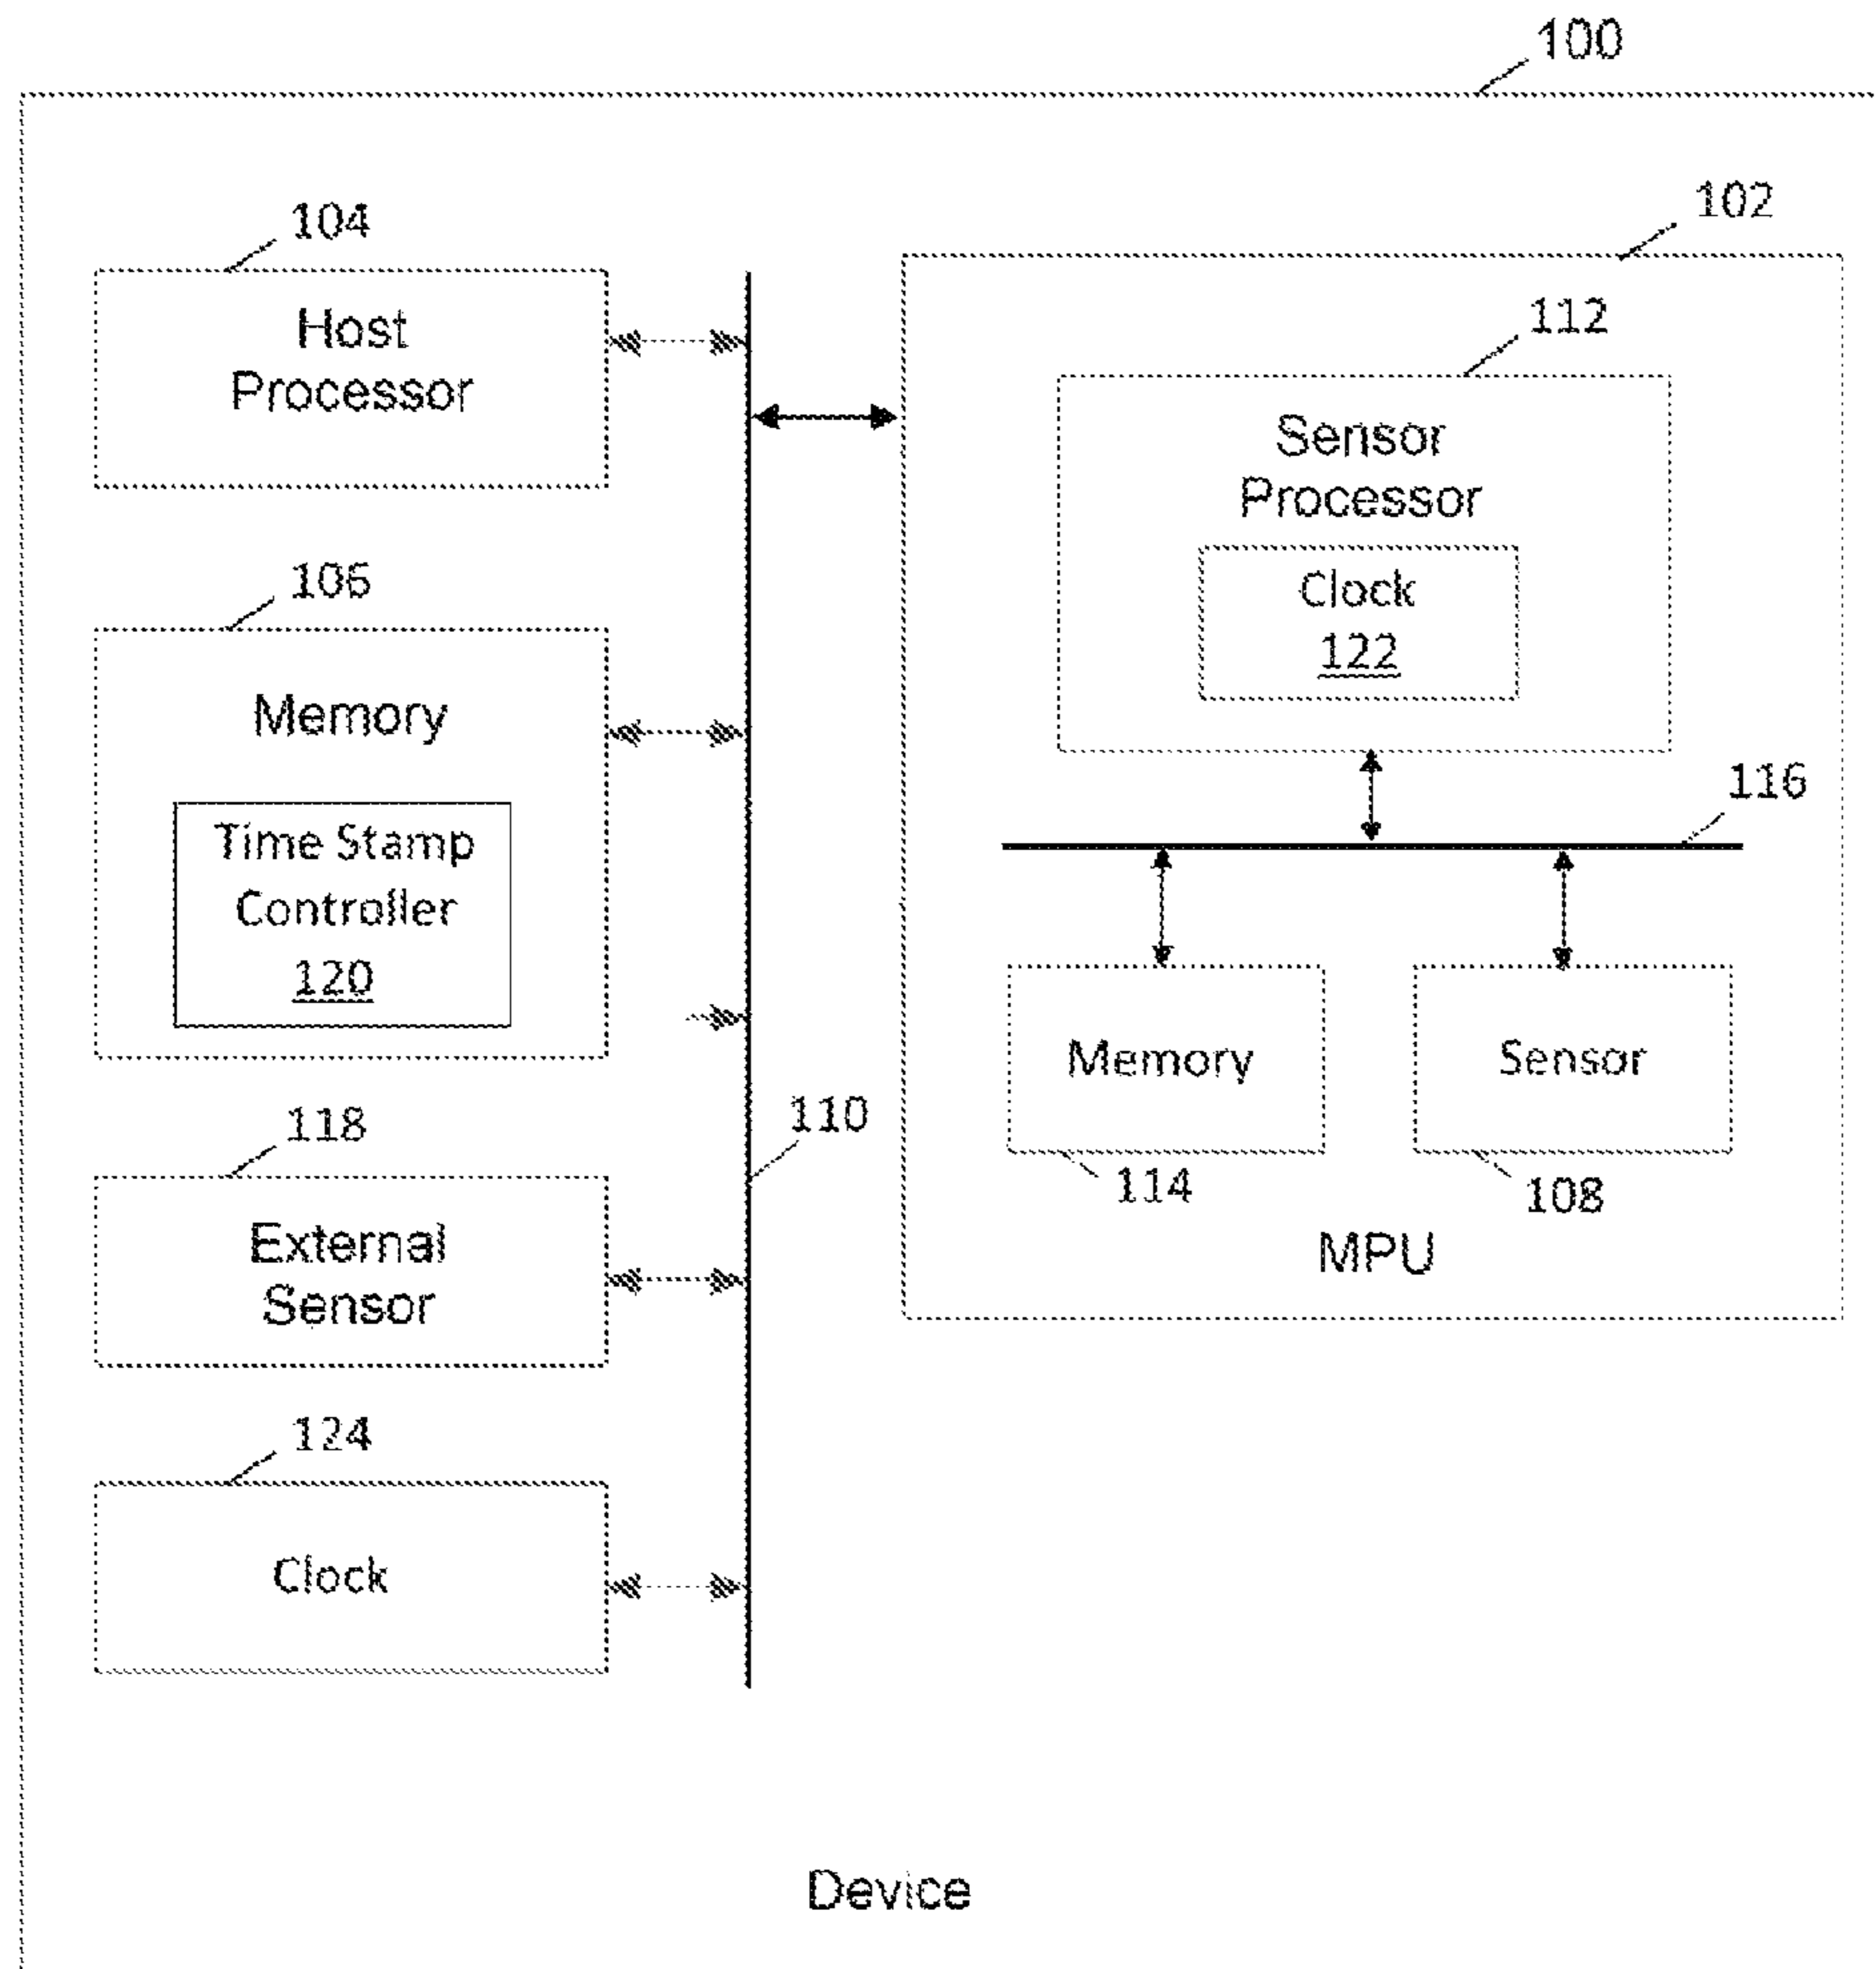 100
102
104
Host
Processor
112
Sensor
Processor
Clock
122
106
Memory
Time Stamp
Controller
120
116
Memory
Sensor
114
108
MPU
110
118
External
Sensor
124
Clock
Device